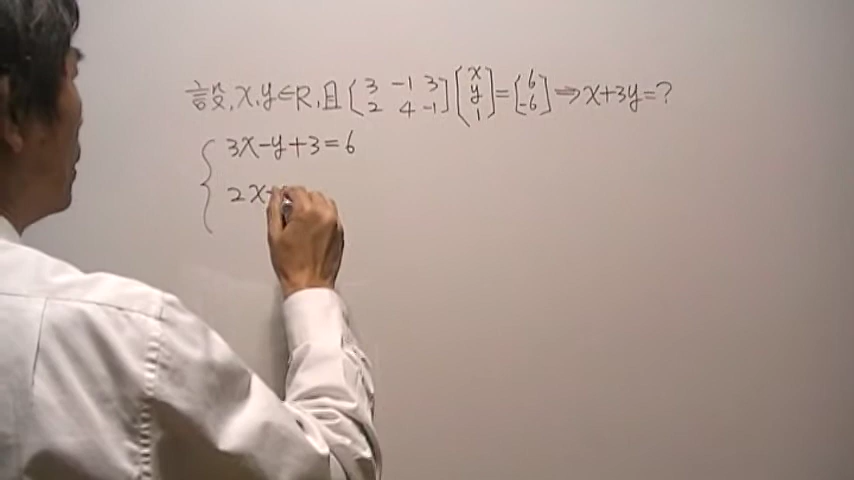 設,x,y∈R,且[3 -1 3; 2 4 -1][x; y; 1]=[6; -6]⇒x+3y=?
3x-y+3=6
2x